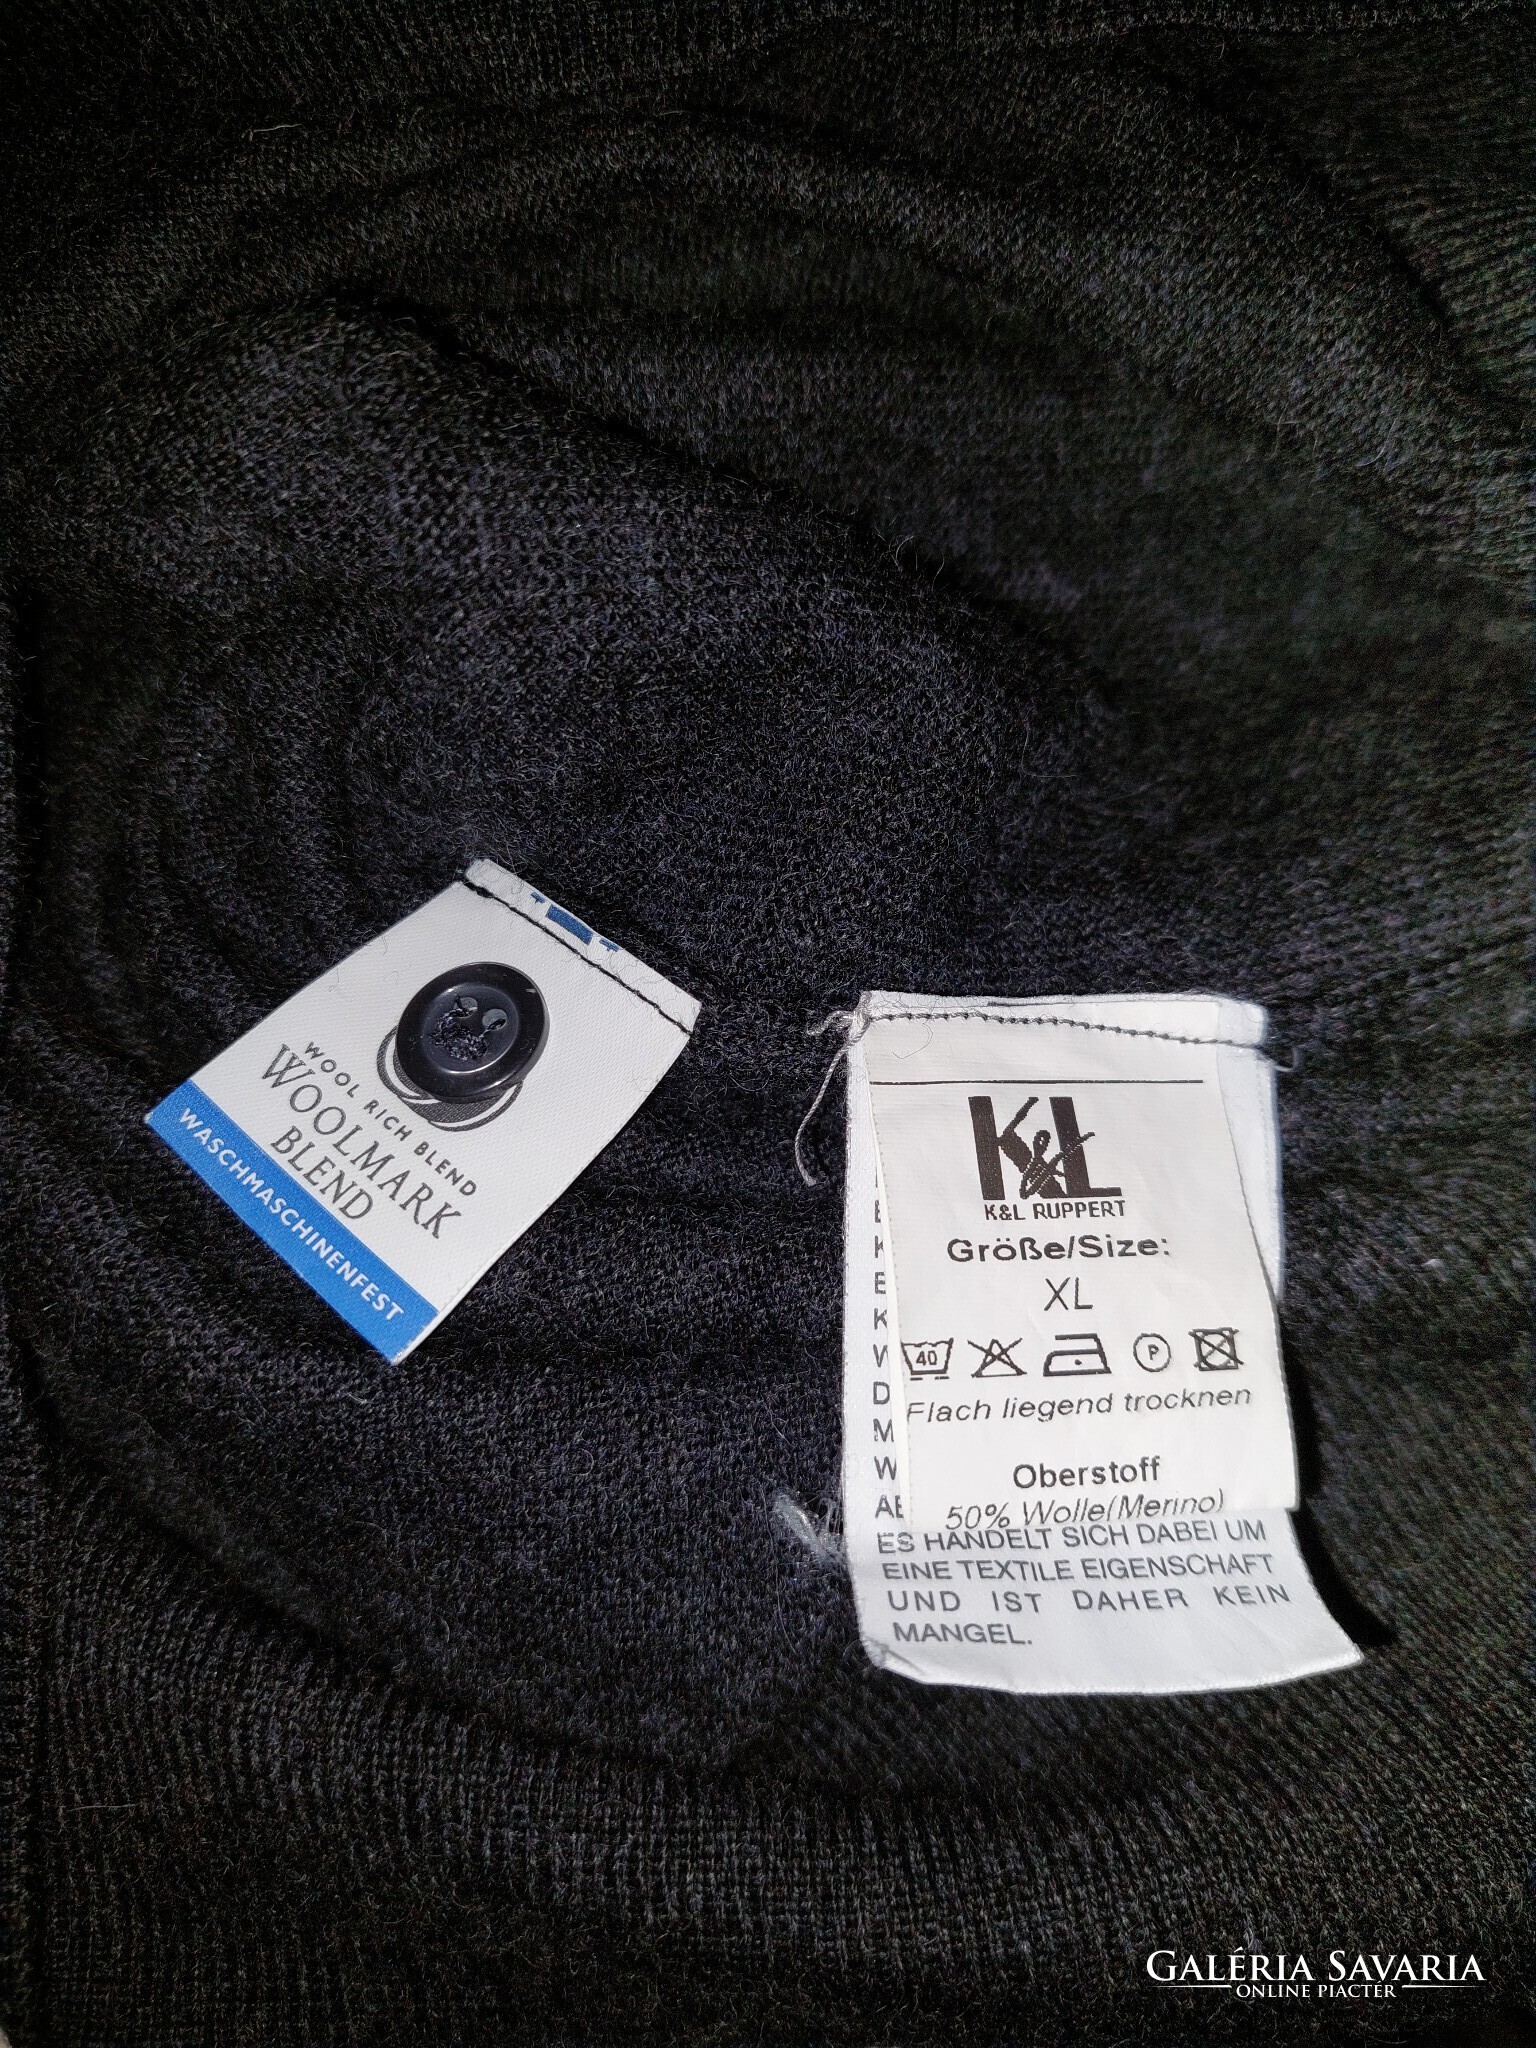 WOOL RICH BLEND
WOOLMARK
BLEND
WASCHMASCHINENFEST
K&L
K&L RUPPERT
Größe/Size:
XL
40
P
Flach liegend trocknen
Oberstoff
50% Wolle(Merino)
ES HANDELT SICH DABEI UM
EINE TEXTILE EIGENSCHAFT
UND IST DAHER KEIN
MANGEL.
GALÉRIA SAVARIA
ONLINE PIACTÉR